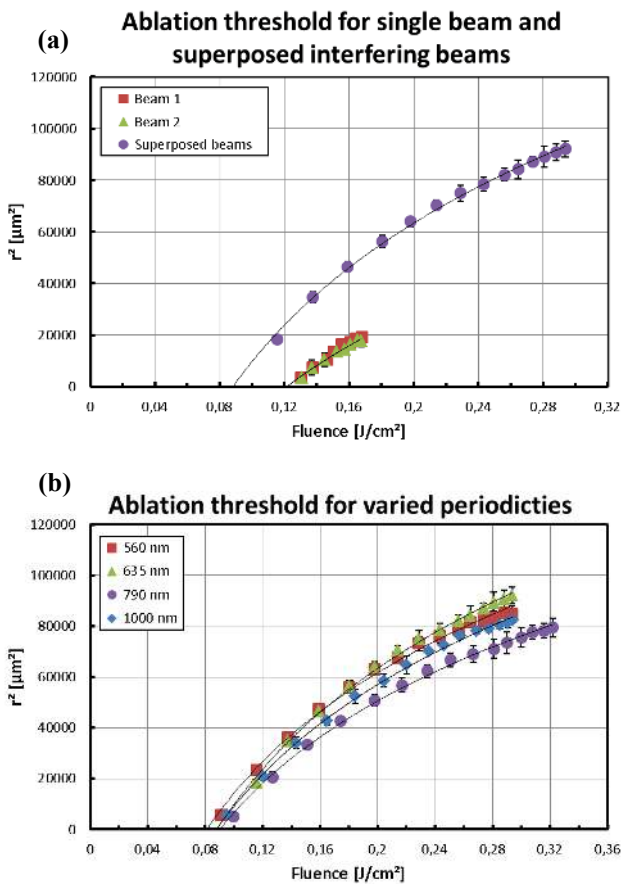 (a)
Ablation threshold for single beam and
superposed interfering beams
120000
100000
80000
60000
40000
20000
0
r² [µm²]
Beam 1
Beam 2
Superposed beams
0 0,04 0,08 0,12 0,16 0,2 0,24 0,28 0,32
Fluence [J/cm²]
(b)
Ablation threshold for varied periodicties
120000
100000
80000
60000
40000
20000
0
r² [µm²]
560 nm
635 nm
790 nm
1000 nm
0 0,04 0,08 0,12 0,16 0,2 0,24 0,28 0,32 0,36
Fluence [J/cm²]